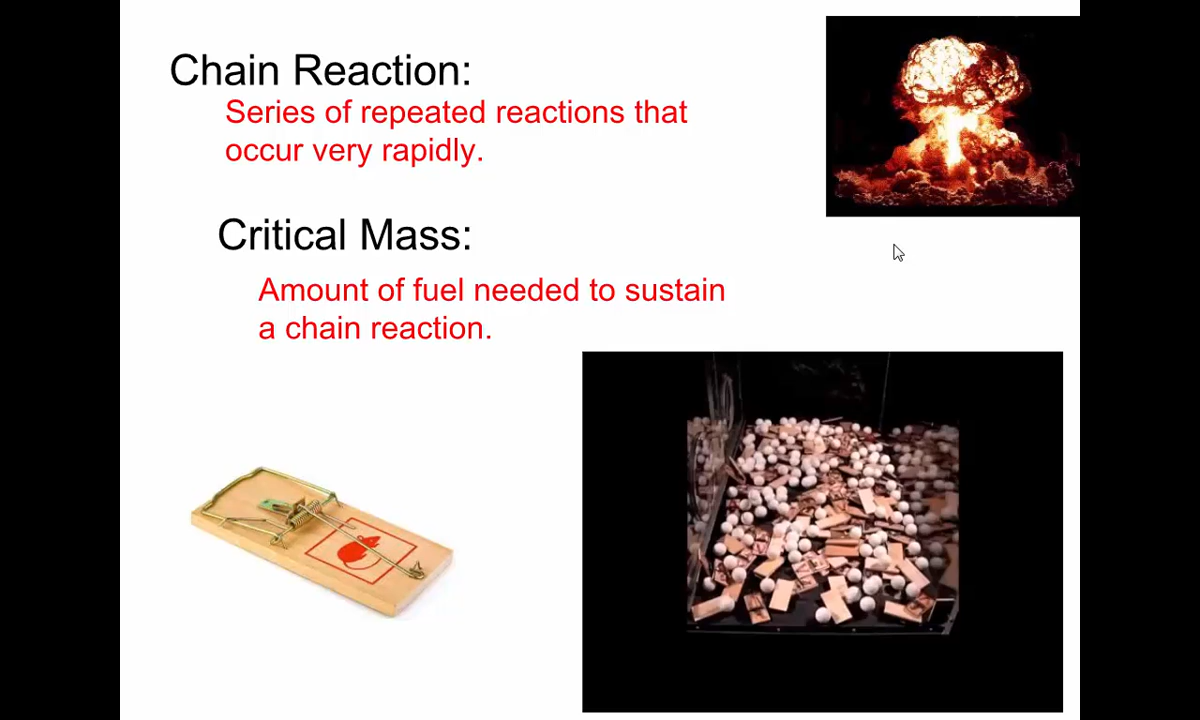 Chain Reaction:
Series of repeated reactions that
occur very rapidly.
Critical Mass:
Amount of fuel needed to sustain
a chain reaction.